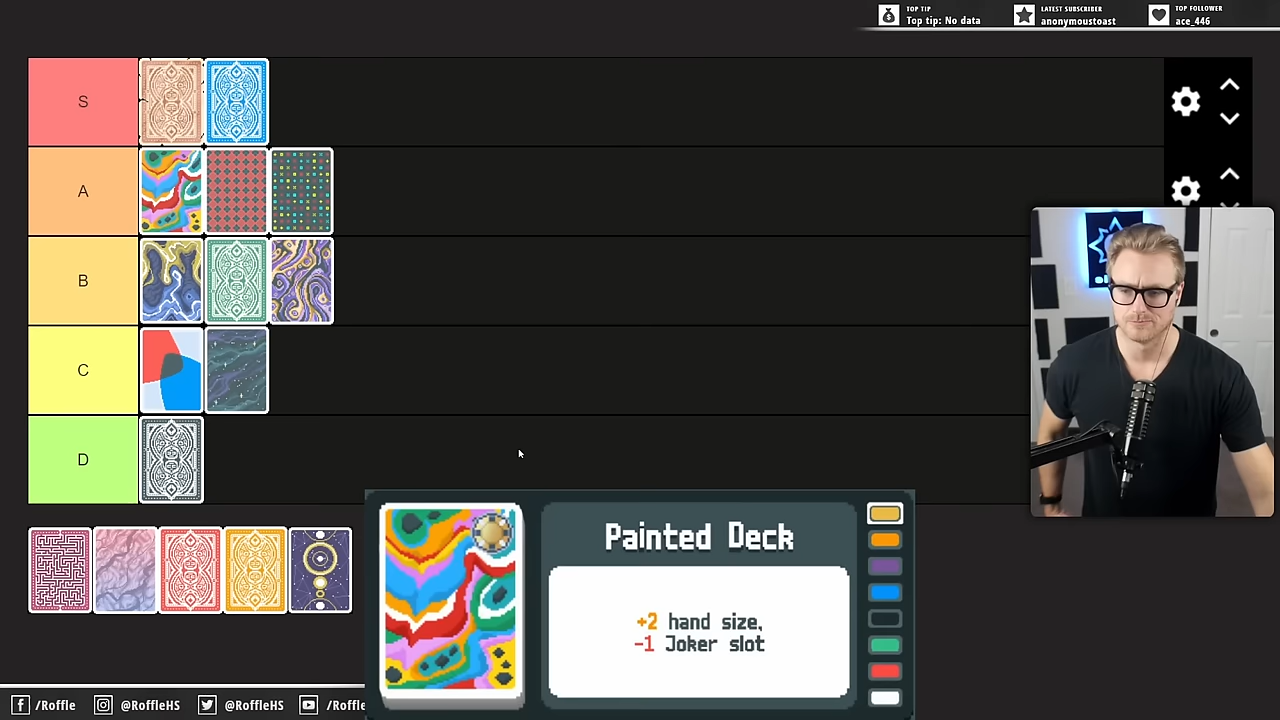 TOP TIP
Top tip: No data
LATEST SUBSCRIBER
anonymoustoast
TOP FOLLOWER
ace_446
S
A
B
C
D
Painted Deck
+2 hand size,
-1 Joker slot
/Roffle
@RoffleHS
@RoffleHS
/Roffle